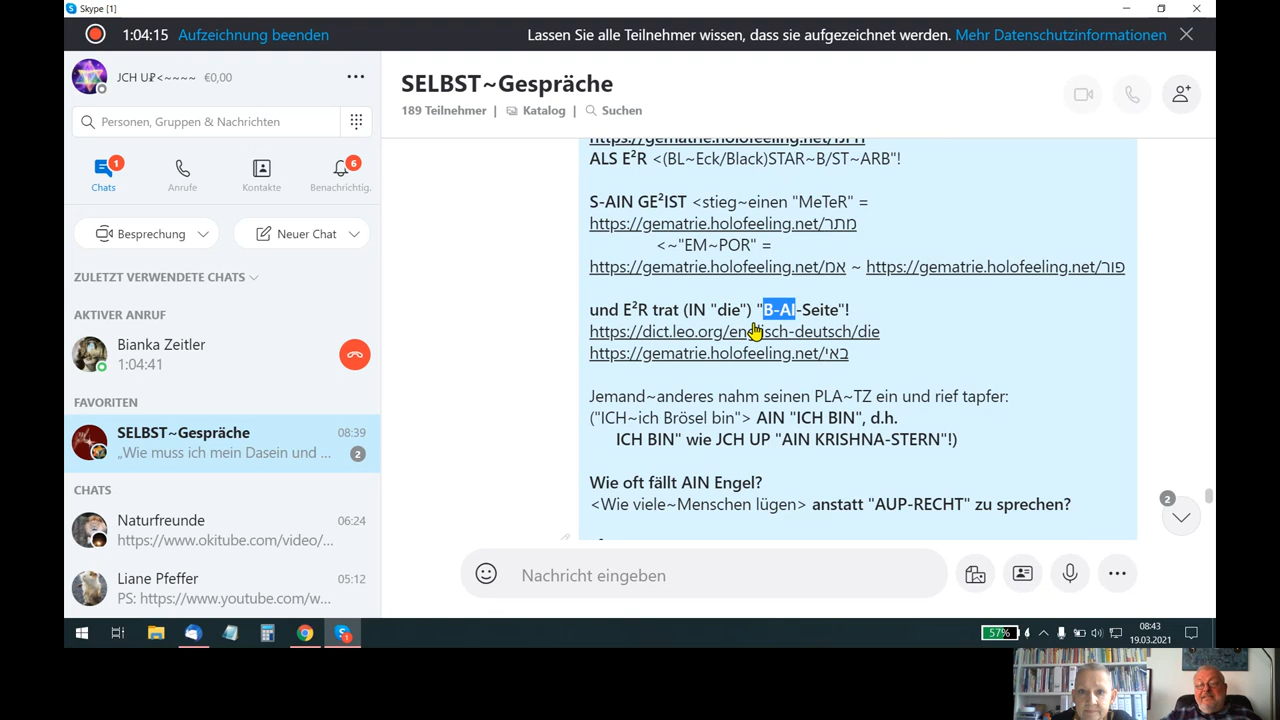 Skype [1]
1:04:15 Aufzeichnung beenden
Lassen Sie alle Teilnehmer wissen, dass sie aufgezeichnet werden. Mehr Datenschutzinformationen
€0,00
Personen, Gruppen & Nachrichten
1
6
Chats
Anrufe
Kontakte
Benachrichtig.
Besprechung
Neuer Chat
ZULETZT VERWENDETE CHATS
AKTIVER ANRUF
Bianka Zeitler
1:04:41
FAVORITEN
SELBST~Gespräche 08:39
„Wie muss ich mein Dasein und ... 2
CHATS
Naturfreunde 06:24
https://www.okitube.com/video/...
Liane Pfeffer 05:12
PS: https://www.youtube.com/w...
SELBST~Gespräche
189 Teilnehmer | Katalog | Suchen
https://gematrie.holofeeling.net/
ALS E²R <(BL~Eck/Black)STAR~B/ST~ARB"!
S-AIN GE²IST <stieg~einen "MeTeR" =
https://gematrie.holofeeling.net/מתר
<~"EM~POR" =
https://gematrie.holofeeling.net/אמ ~ https://gematrie.holofeeling.net/פור
und E²R trat (IN "die") "B-AI-Seite"!
https://dict.leo.org/englisch-deutsch/die
https://gematrie.holofeeling.net/באי
Jemand~anderes nahm seinen PLA~TZ ein und rief tapfer:
("ICH~ich Brösel bin"> AIN "ICH BIN", d.h.
ICH BIN" wie JCH UP "AIN KRISHNA-STERN"!)
Wie oft fällt AIN Engel?
<Wie viele~Menschen lügen> anstatt "AUP-RECHT" zu sprechen?
2
Nachricht eingeben
57%
08:43
19.03.2021